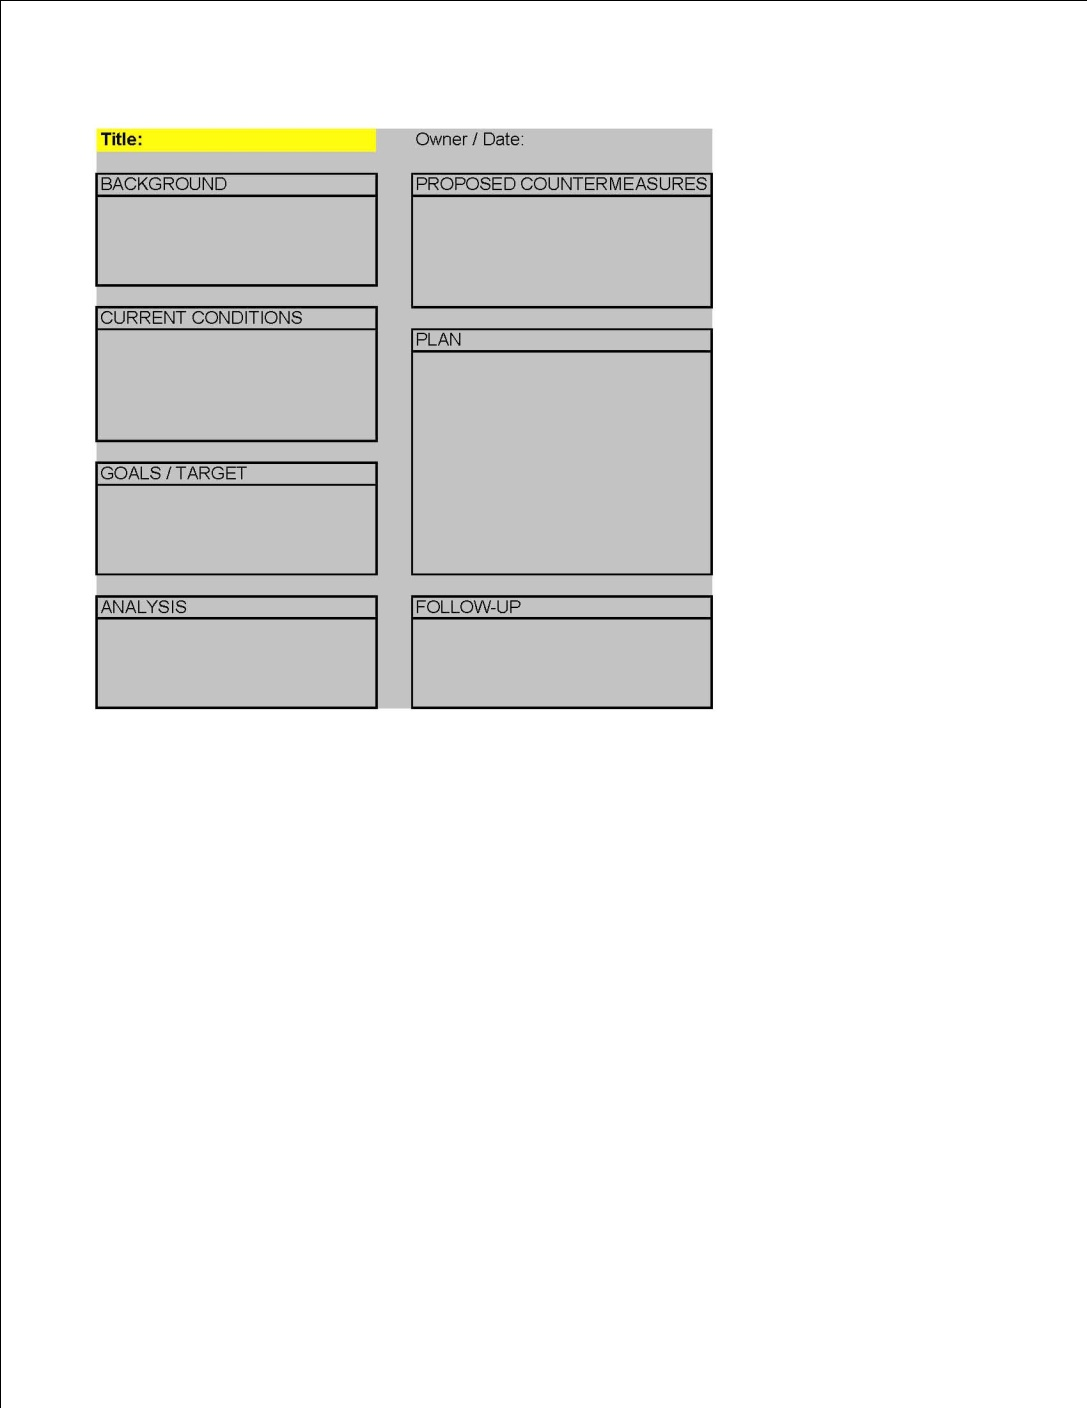 Title:
Owner / Date:
BACKGROUND
CURRENT CONDITIONS
GOALS / TARGET
ANALYSIS
PROPOSED COUNTERMEASURES
PLAN
FOLLOW-UP